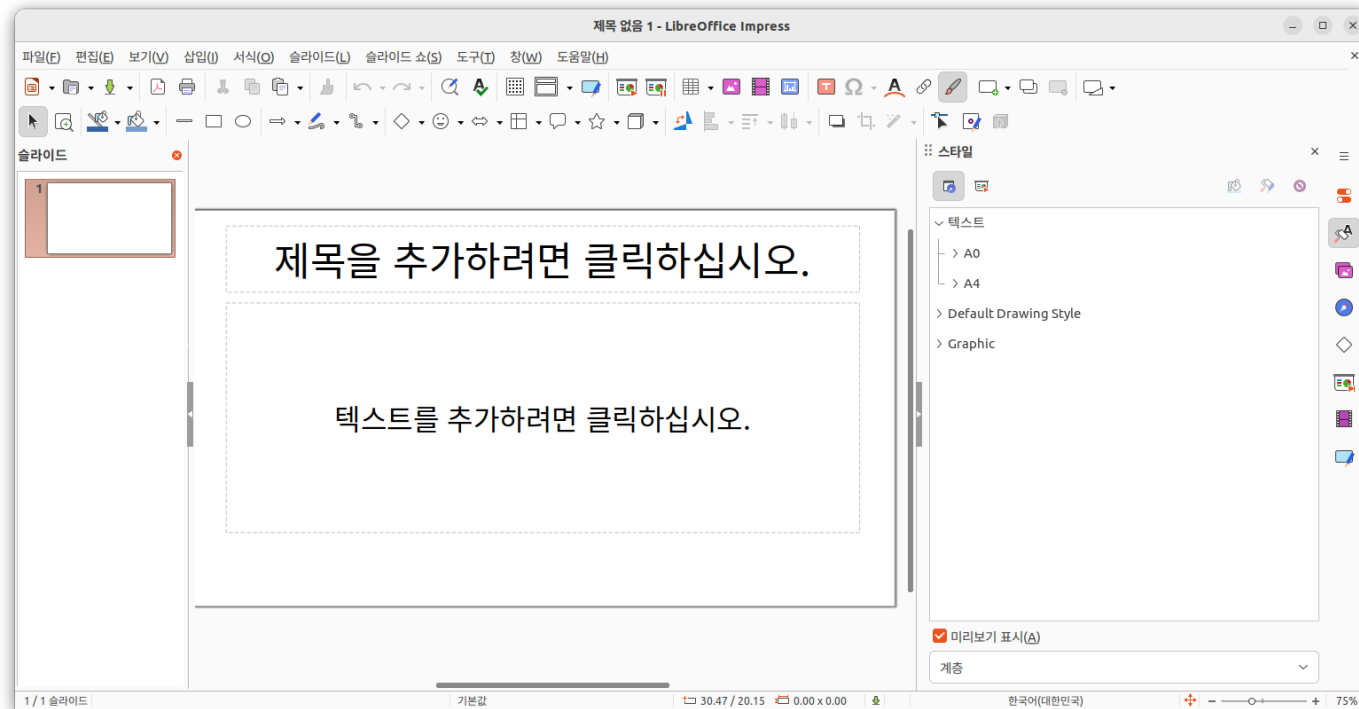 제목 없음 1 - LibreOffice Impress
파일(F) 편집(E) 보기(V) 삽입(I) 서식(O) 슬라이드(L) 슬라이드 쇼(S) 도구(T) 창(W) 도움말(H)
슬라이드
스타일
1
텍스트
A0
A4
Default Drawing Style
Graphic
제목을 추가하려면 클릭하십시오.
텍스트를 추가하려면 클릭하십시오.
미리보기 표시(A)
계층
1 / 1 슬라이드 기본값 30.47 / 20.15 0.00 x 0.00 한국어(대한민국) 75%